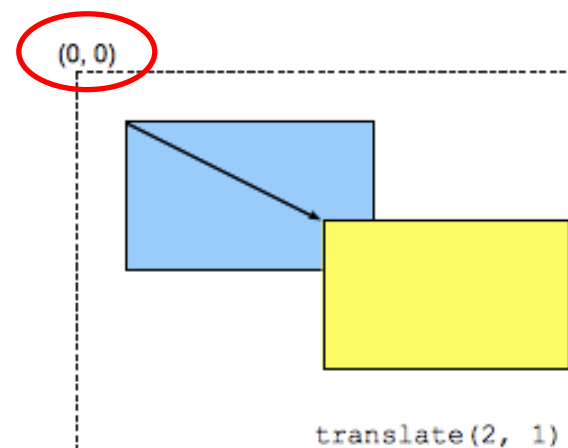 (0, 0)
translate(2, 1)